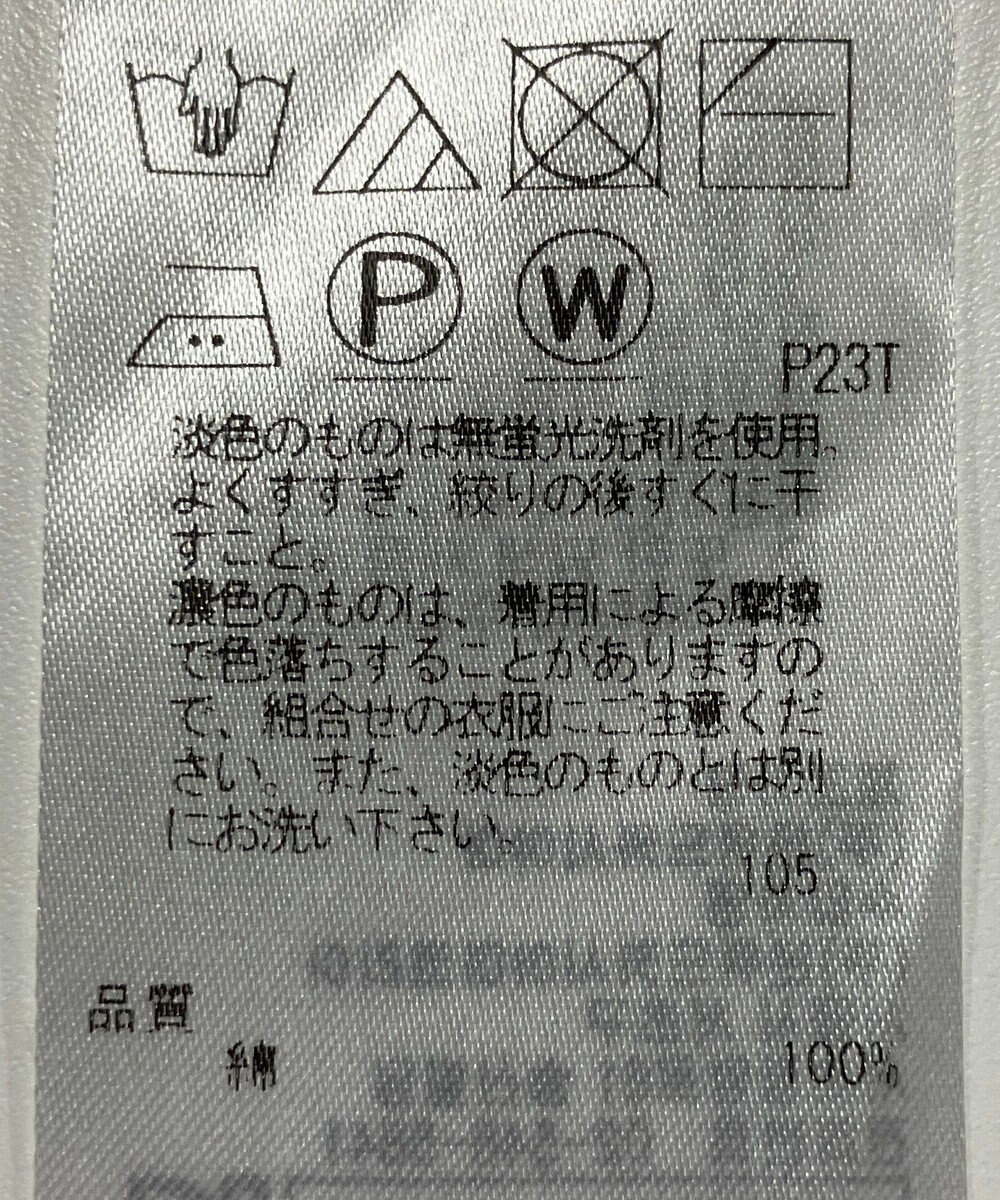 P
W
P23T
淡色のものは無蛍光洗剤を使用。
よくすすぎ、絞りの後すぐに干
すこと。
濃色のものは、着用による摩擦
で色落ちすることがありますの
で、組合せの衣服にご注意くだ
さい。また、淡色のものとは別
にお洗い下さい。
105
品質
綿 100%